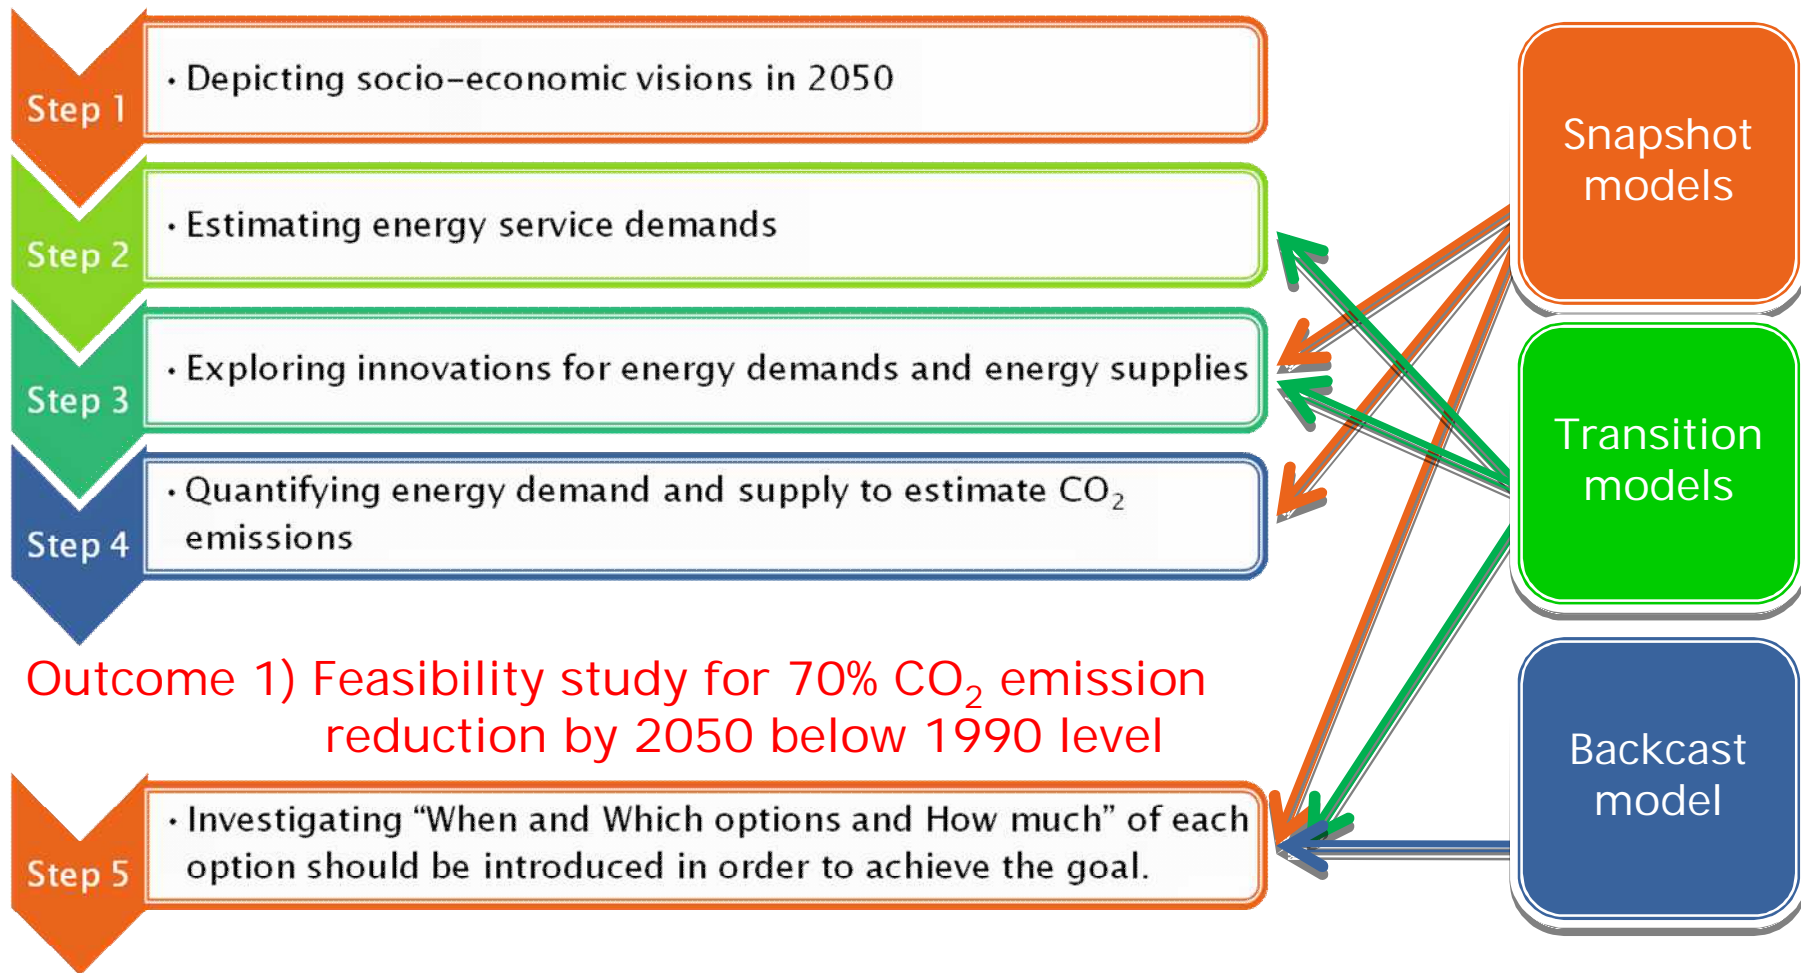 Step 1
· Depicting socio-economic visions in 2050
Step 2
· Estimating energy service demands
Step 3
· Exploring innovations for energy demands and energy supplies
Step 4
· Quantifying energy demand and supply to estimate CO₂
emissions
Outcome 1) Feasibility study for 70% CO₂ emission
reduction by 2050 below 1990 level
Step 5
· Investigating “When and Which options and How much” of each
option should be introduced in order to achieve the goal.
Snapshot
models
Transition
models
Backcast
model